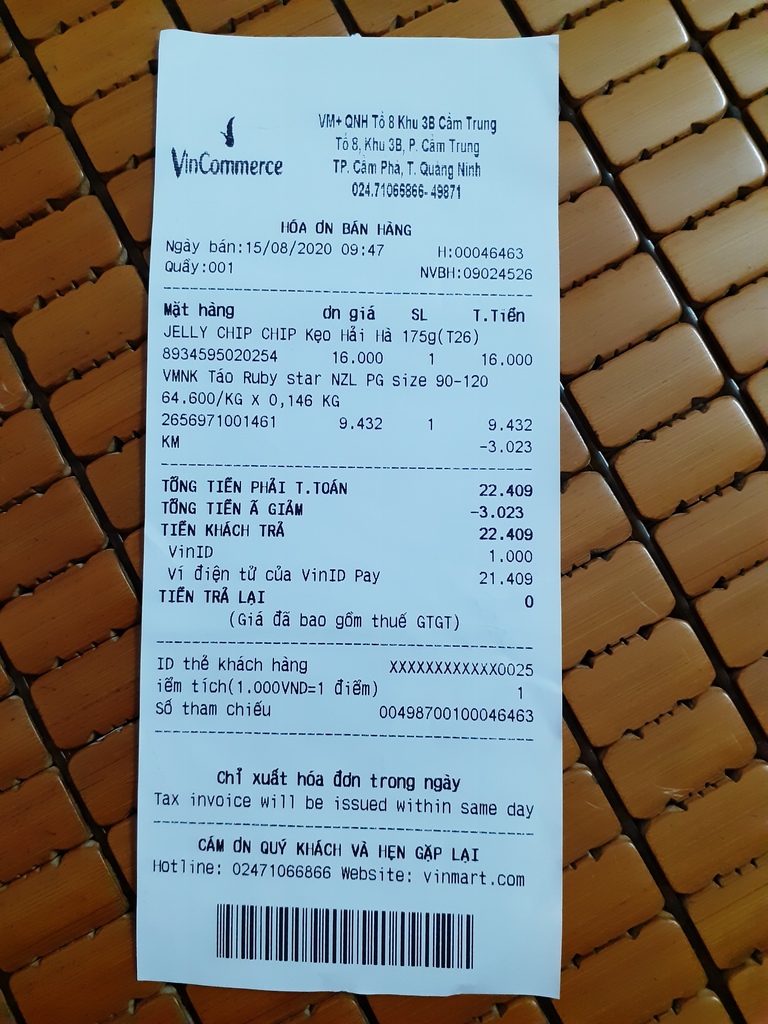 VinCommerce
VM+ QNH Tổ 8 Khu 3B Cẩm Trung
Tổ 8, Khu 3B, P. Cẩm Trung
TP. Cẩm Phả, T. Quảng Ninh
024.71066866-49871
HÓA ƠN BÁN HÀNG
Ngày bán:15/08/2020 09:47 H:00046463
Quầy:001 NVBH:09024526
Mặt hàng ơn giá SL T.Tiền
JELLY CHIP CHIP Kẹo Hải Hà 175g(T26)
8934595020254 16.000 1 16.000
VMNK Táo Ruby star NZL PG size 90-120
64.600/KG X 0,146 KG
2656971001461 9.432 1 9.432
KM -3.023
TỔNG TIỀN PHẢI T.TOÁN 22.409
TỔNG TIỀN Ã GIẢM -3.023
TIỀN KHÁCH TRẢ 22.409
VinID 1.000
Ví điện tử của VinID Pay 21.409
TIỀN TRẢ LẠI 0
(Giá đã bao gồm thuế GTGT)
ID thẻ khách hàng XXXXXXXXXXXX0025
iểm tích(1.000VND=1 điểm) 1
Số tham chiếu 00498700100046463
Chỉ xuất hóa đơn trong ngày
Tax invoice will be issued within same day
CẢM ƠN QUÝ KHÁCH VÀ HẸN GẶP LẠI
Hotline: 02471066866 Website: vinmart.com